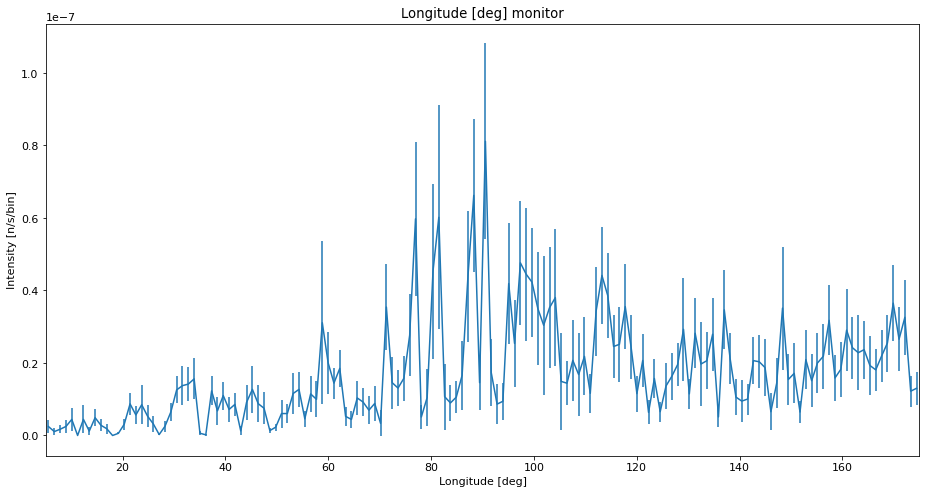 Longitude [deg] monitor
1e−7
1.0
0.8
0.6
0.4
0.2
0.0
Intensity [n/s/bin]
20 40 60 80 100 120 140 160
Longitude [deg]